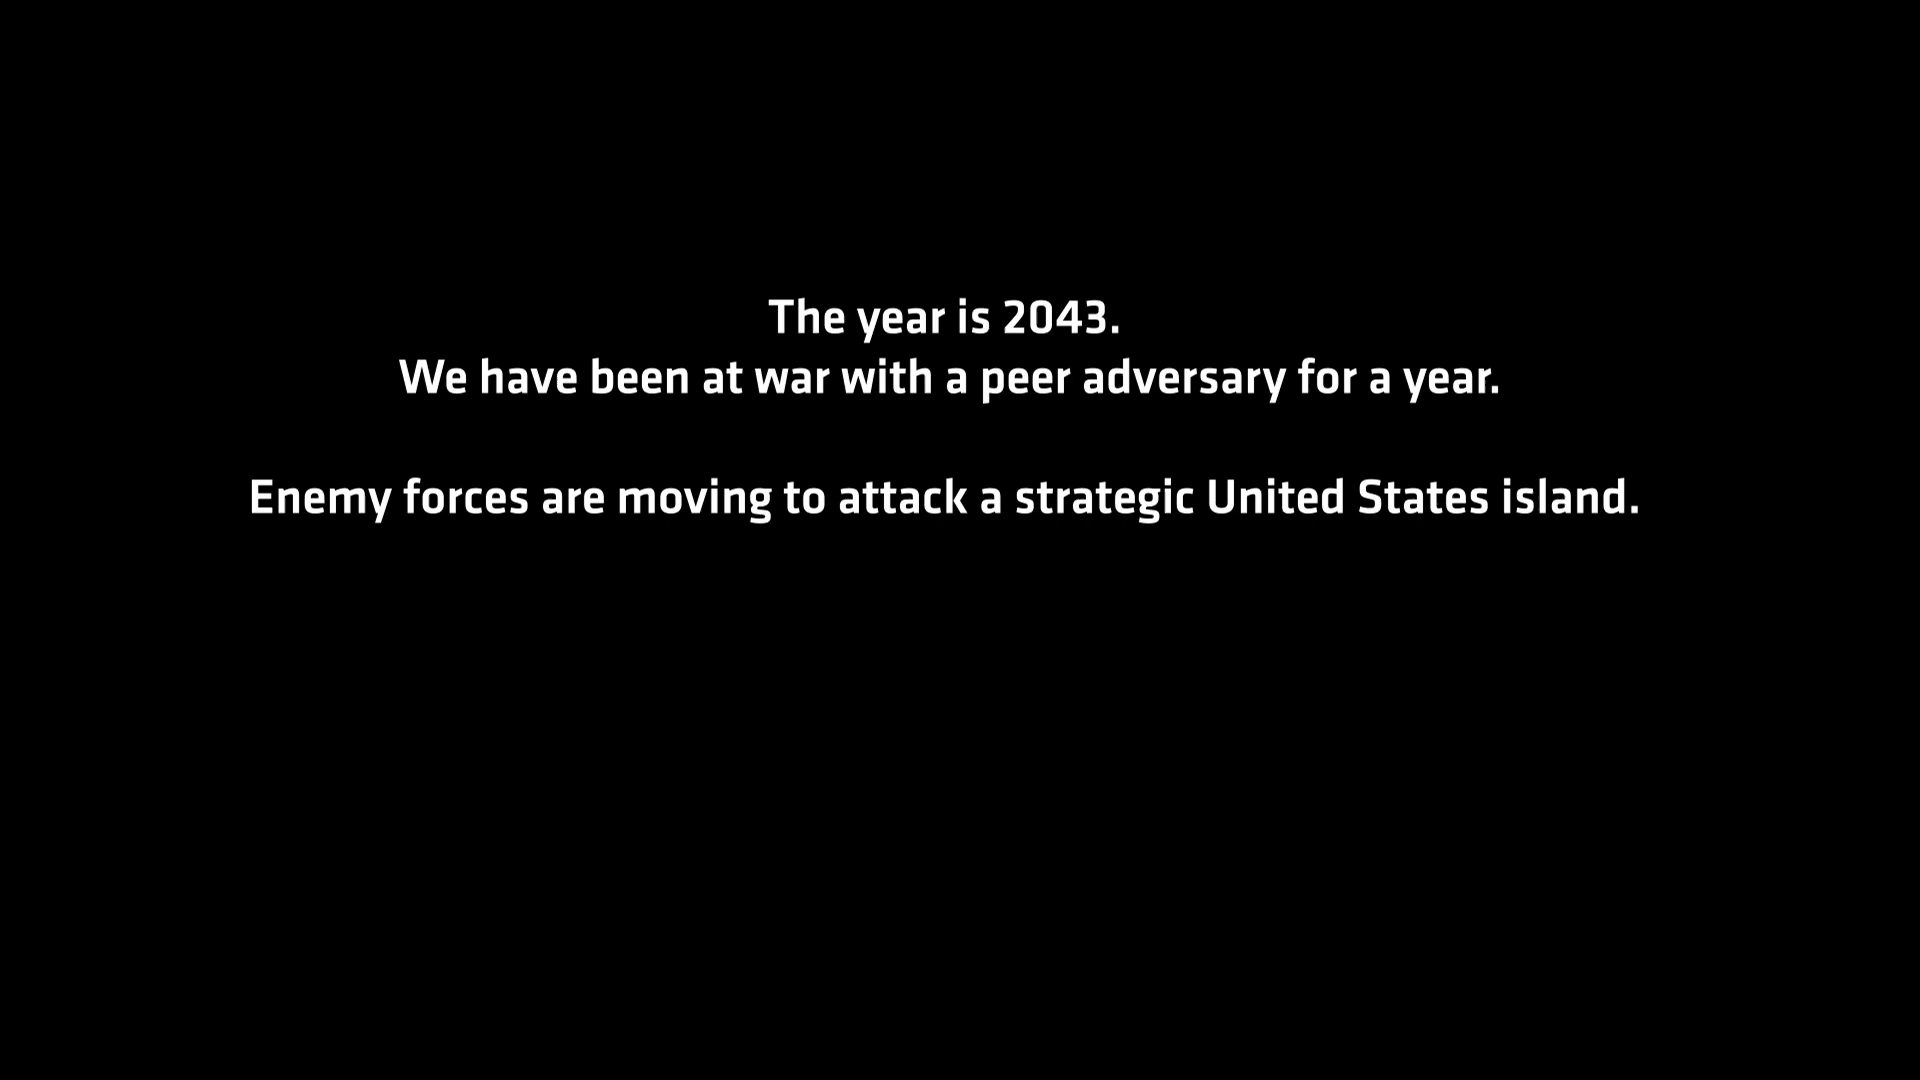 The year is 2043.
We have been at war with a peer adversary for a year.
Enemy forces are moving to attack a strategic United States island.